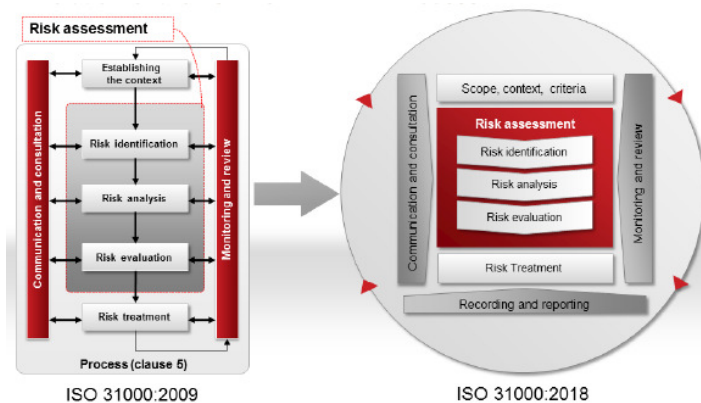 Risk assessment
Establishing
the context
Communication and consultation
Monitoring and review
Risk identification
Risk analysis
Risk evaluation
Risk treatment
Process (clause 5)
ISO 31000:2009
Scope, context, criteria
Communication and consultation
Risk assessment
Risk identification
Risk analysis
Risk evaluation
Monitoring and review
Risk Treatment
Recording and reporting
ISO 31000:2018